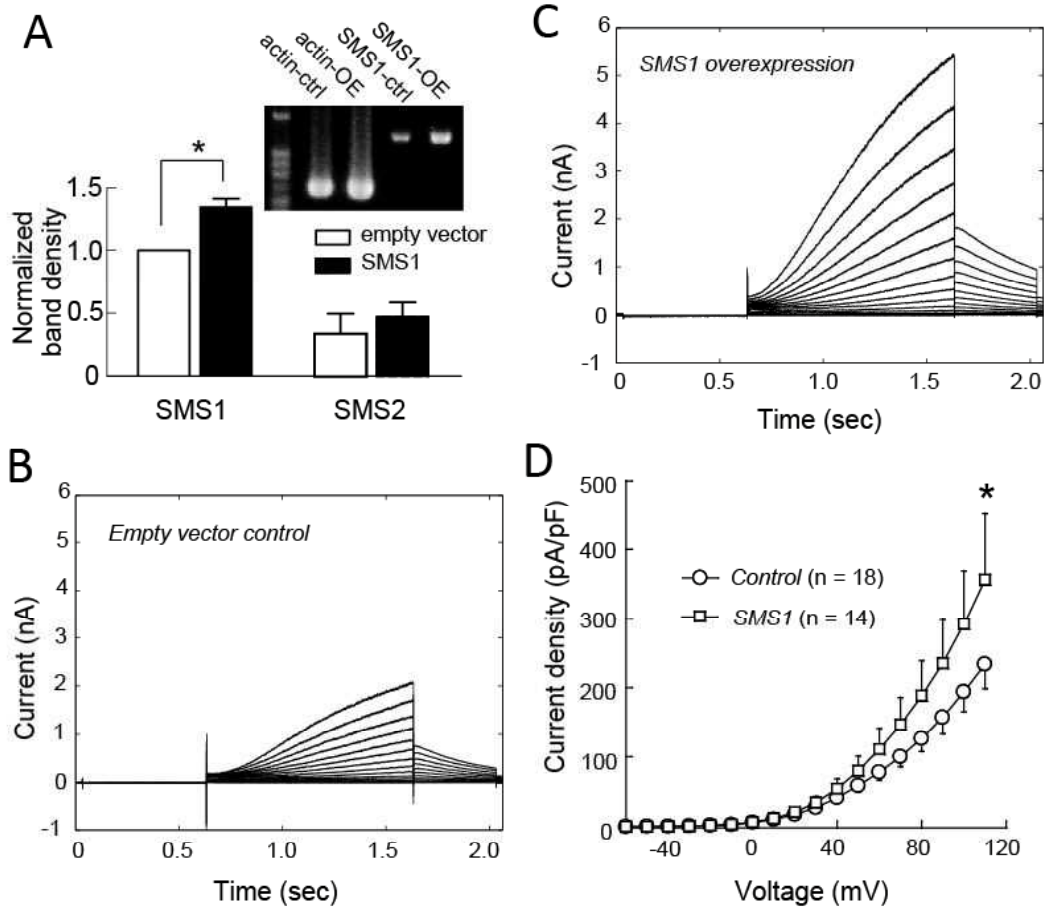 A
actin-ctrl
actin-OE
SMS1-ctrl
SMS1-OE
*
Normalized
band density
1.5
1.0
0.5
0
empty vector
SMS1
SMS1
SMS2
B
Empty vector control
Current (nA)
6
5
4
3
2
1
0
-1
0
0.5
1.0
1.5
2.0
Time (sec)
C
SMS1 overexpression
Current (nA)
6
5
4
3
2
1
0
-1
0
0.5
1.0
1.5
2.0
Time (sec)
D
*
Control (n = 18)
SMS1 (n = 14)
Current density (pA/pF)
500
400
300
200
100
0
-40
0
40
80
120
Voltage (mV)